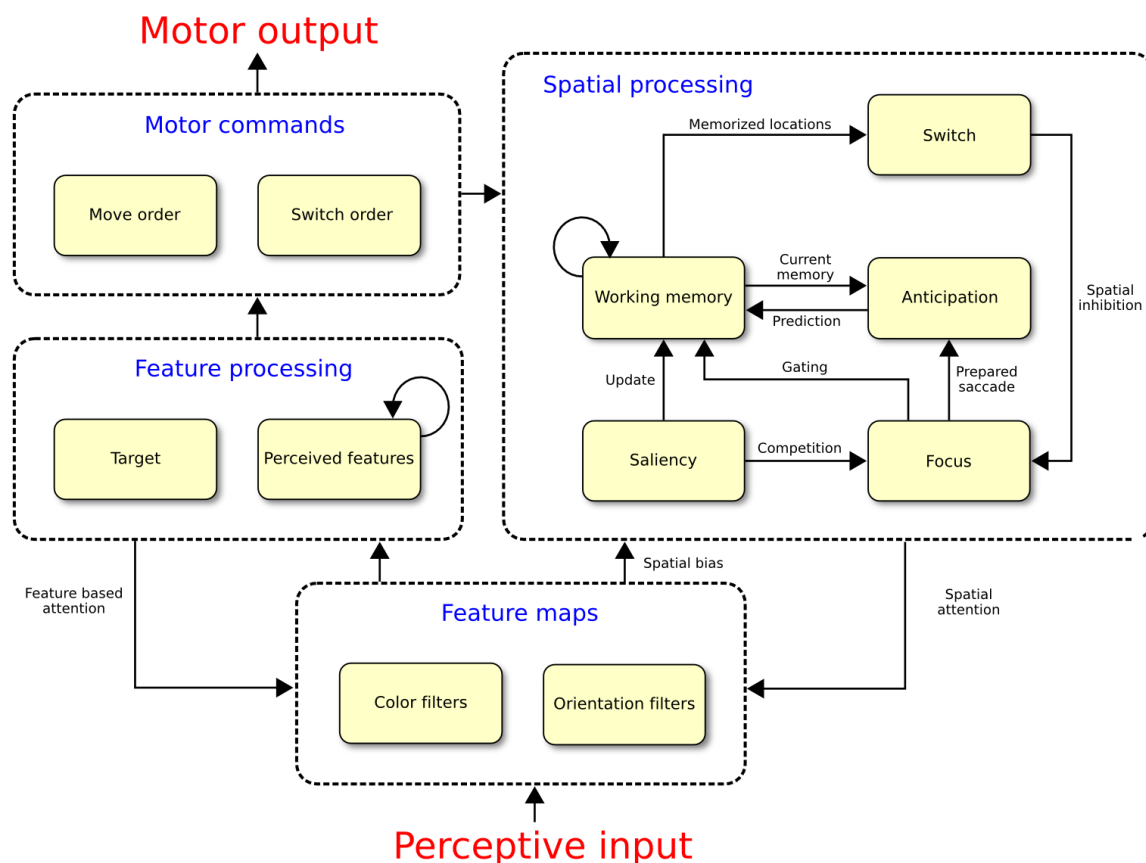 Motor output
Motor commands
Move order
Switch order
Spatial processing
Memorized locations
Switch
Working memory
Current
memory
Prediction
Anticipation
Spatial
inhibition
Update
Gating
Prepared
saccade
Saliency
Competition
Focus
Feature processing
Target
Perceived features
Feature based
attention
Spatial bias
Spatial
attention
Feature maps
Color filters
Orientation filters
Perceptive input